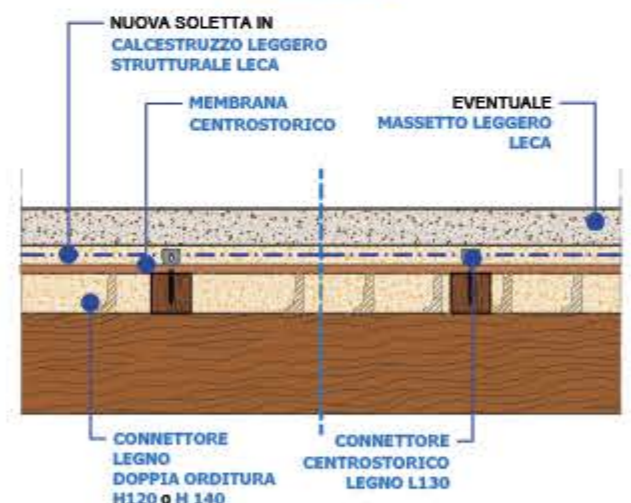 NUOVA SOLETTA IN
CALCESTRUZZO LEGGERO
STRUTTURALE LECA
MEMBRANA
CENTROSTORICO
EVENTUALE
MASSETTO LEGGERO
LECA
CONNETTORE
LEGNO
DOPPIA ORDITURA
H120 o H 140
CONNETTORE
CENTROSTORICO
LEGNO L130